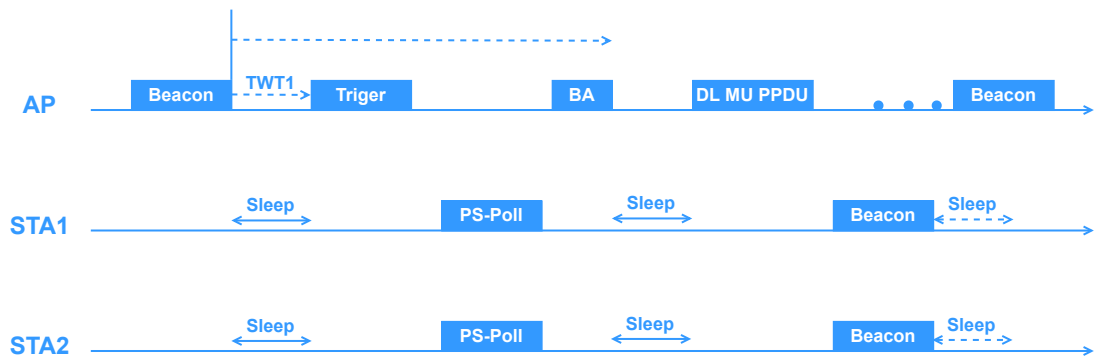 TWT1
AP
Beacon
Triger
BA
DL MU PPDU
Beacon
Sleep
Sleep
Sleep
STA1
PS-Poll
Beacon
Sleep
Sleep
Sleep
STA2
PS-Poll
Beacon